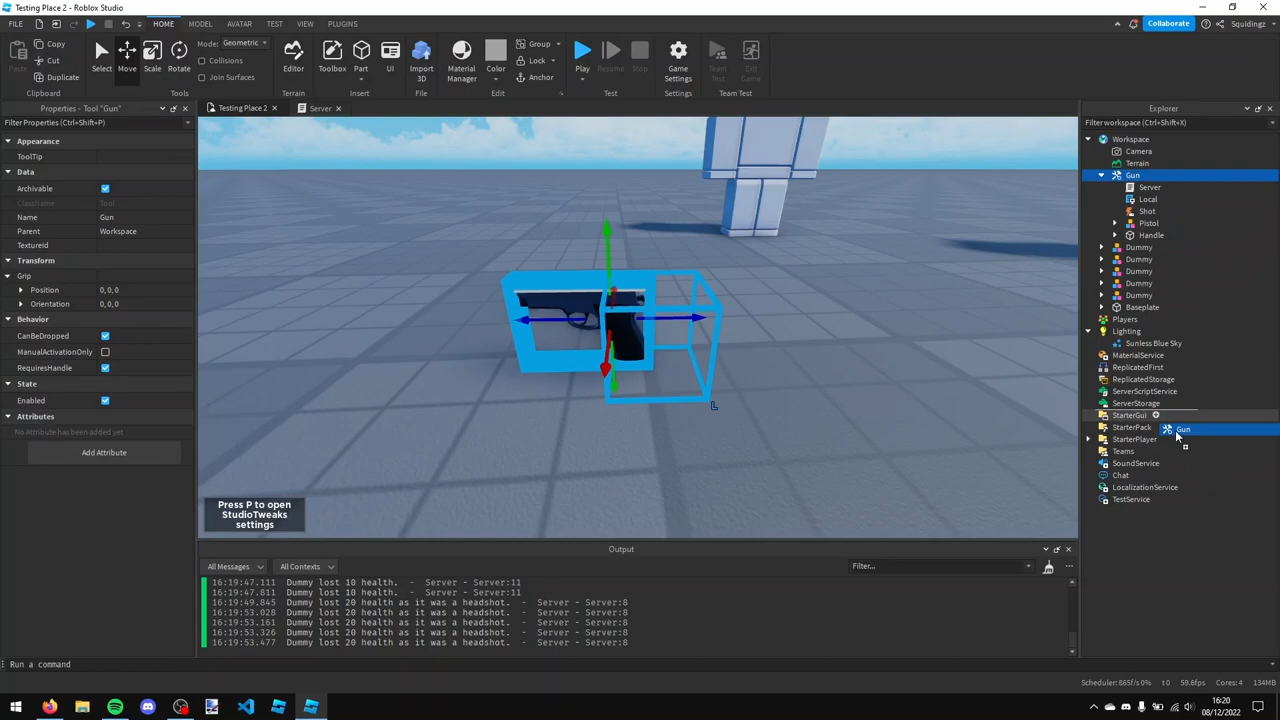 Testing Place 2 - Roblox Studio
FILE
HOME MODEL AVATAR TEST VIEW PLUGINS
Collaborate Squidingz
Paste
Copy
Cut
Duplicate
Clipboard
Select Move Scale Rotate
Mode: Geometric
Collisions
Join Surfaces
Tools
Editor
Terrain
Toolbox Part UI
Insert
Import 3D
File
Material Manager Color
Group
Lock
Anchor
Edit
Play Resume Stop
Test
Game Settings
Settings
Team Test Exit Game
Team Test
Properties - Tool "Gun"
Filter Properties (Ctrl+Shift+P)
Appearance
ToolTip
Data
Archivable
ClassName Tool
Name Gun
Parent Workspace
TextureId
Transform
Grip
Position 0,0,0
Orientation 0,0,0
Behavior
CanBeDropped
ManualActivationOnly
RequiresHandle
State
Enabled
Attributes
No Attribute has been added yet
Add Attribute
Testing Place 2 Server
L
Press P to open
StudioTweaks
settings
Explorer
Filter workspace (Ctrl+Shift+X)
Workspace
Camera
Terrain
Gun
Server
Local
Shot
Pistol
Handle
Dummy
Dummy
Dummy
Dummy
Dummy
Baseplate
Players
Lighting
Sunless Blue Sky
MaterialService
ReplicatedFirst
ReplicatedStorage
ServerScriptService
ServerStorage
StarterGui
StarterPack Gun
StarterPlayer
Teams
SoundService
Chat
LocalizationService
TestService
Output
All Messages All Contexts Filter...
16:19:47.111 Dummy lost 10 health. - Server - Server:11
16:19:47.811 Dummy lost 10 health. - Server - Server:11
16:19:49.845 Dummy lost 20 health as it was a headshot. - Server - Server:8
16:19:53.028 Dummy lost 20 health as it was a headshot. - Server - Server:8
16:19:53.161 Dummy lost 20 health as it was a headshot. - Server - Server:8
16:19:53.326 Dummy lost 20 health as it was a headshot. - Server - Server:8
16:19:53.477 Dummy lost 20 health as it was a headshot. - Server - Server:8
Run a command
Scheduler: 865f/s 0% t 0 59.6fps Cores: 4 134MB
16:20
08/12/2022